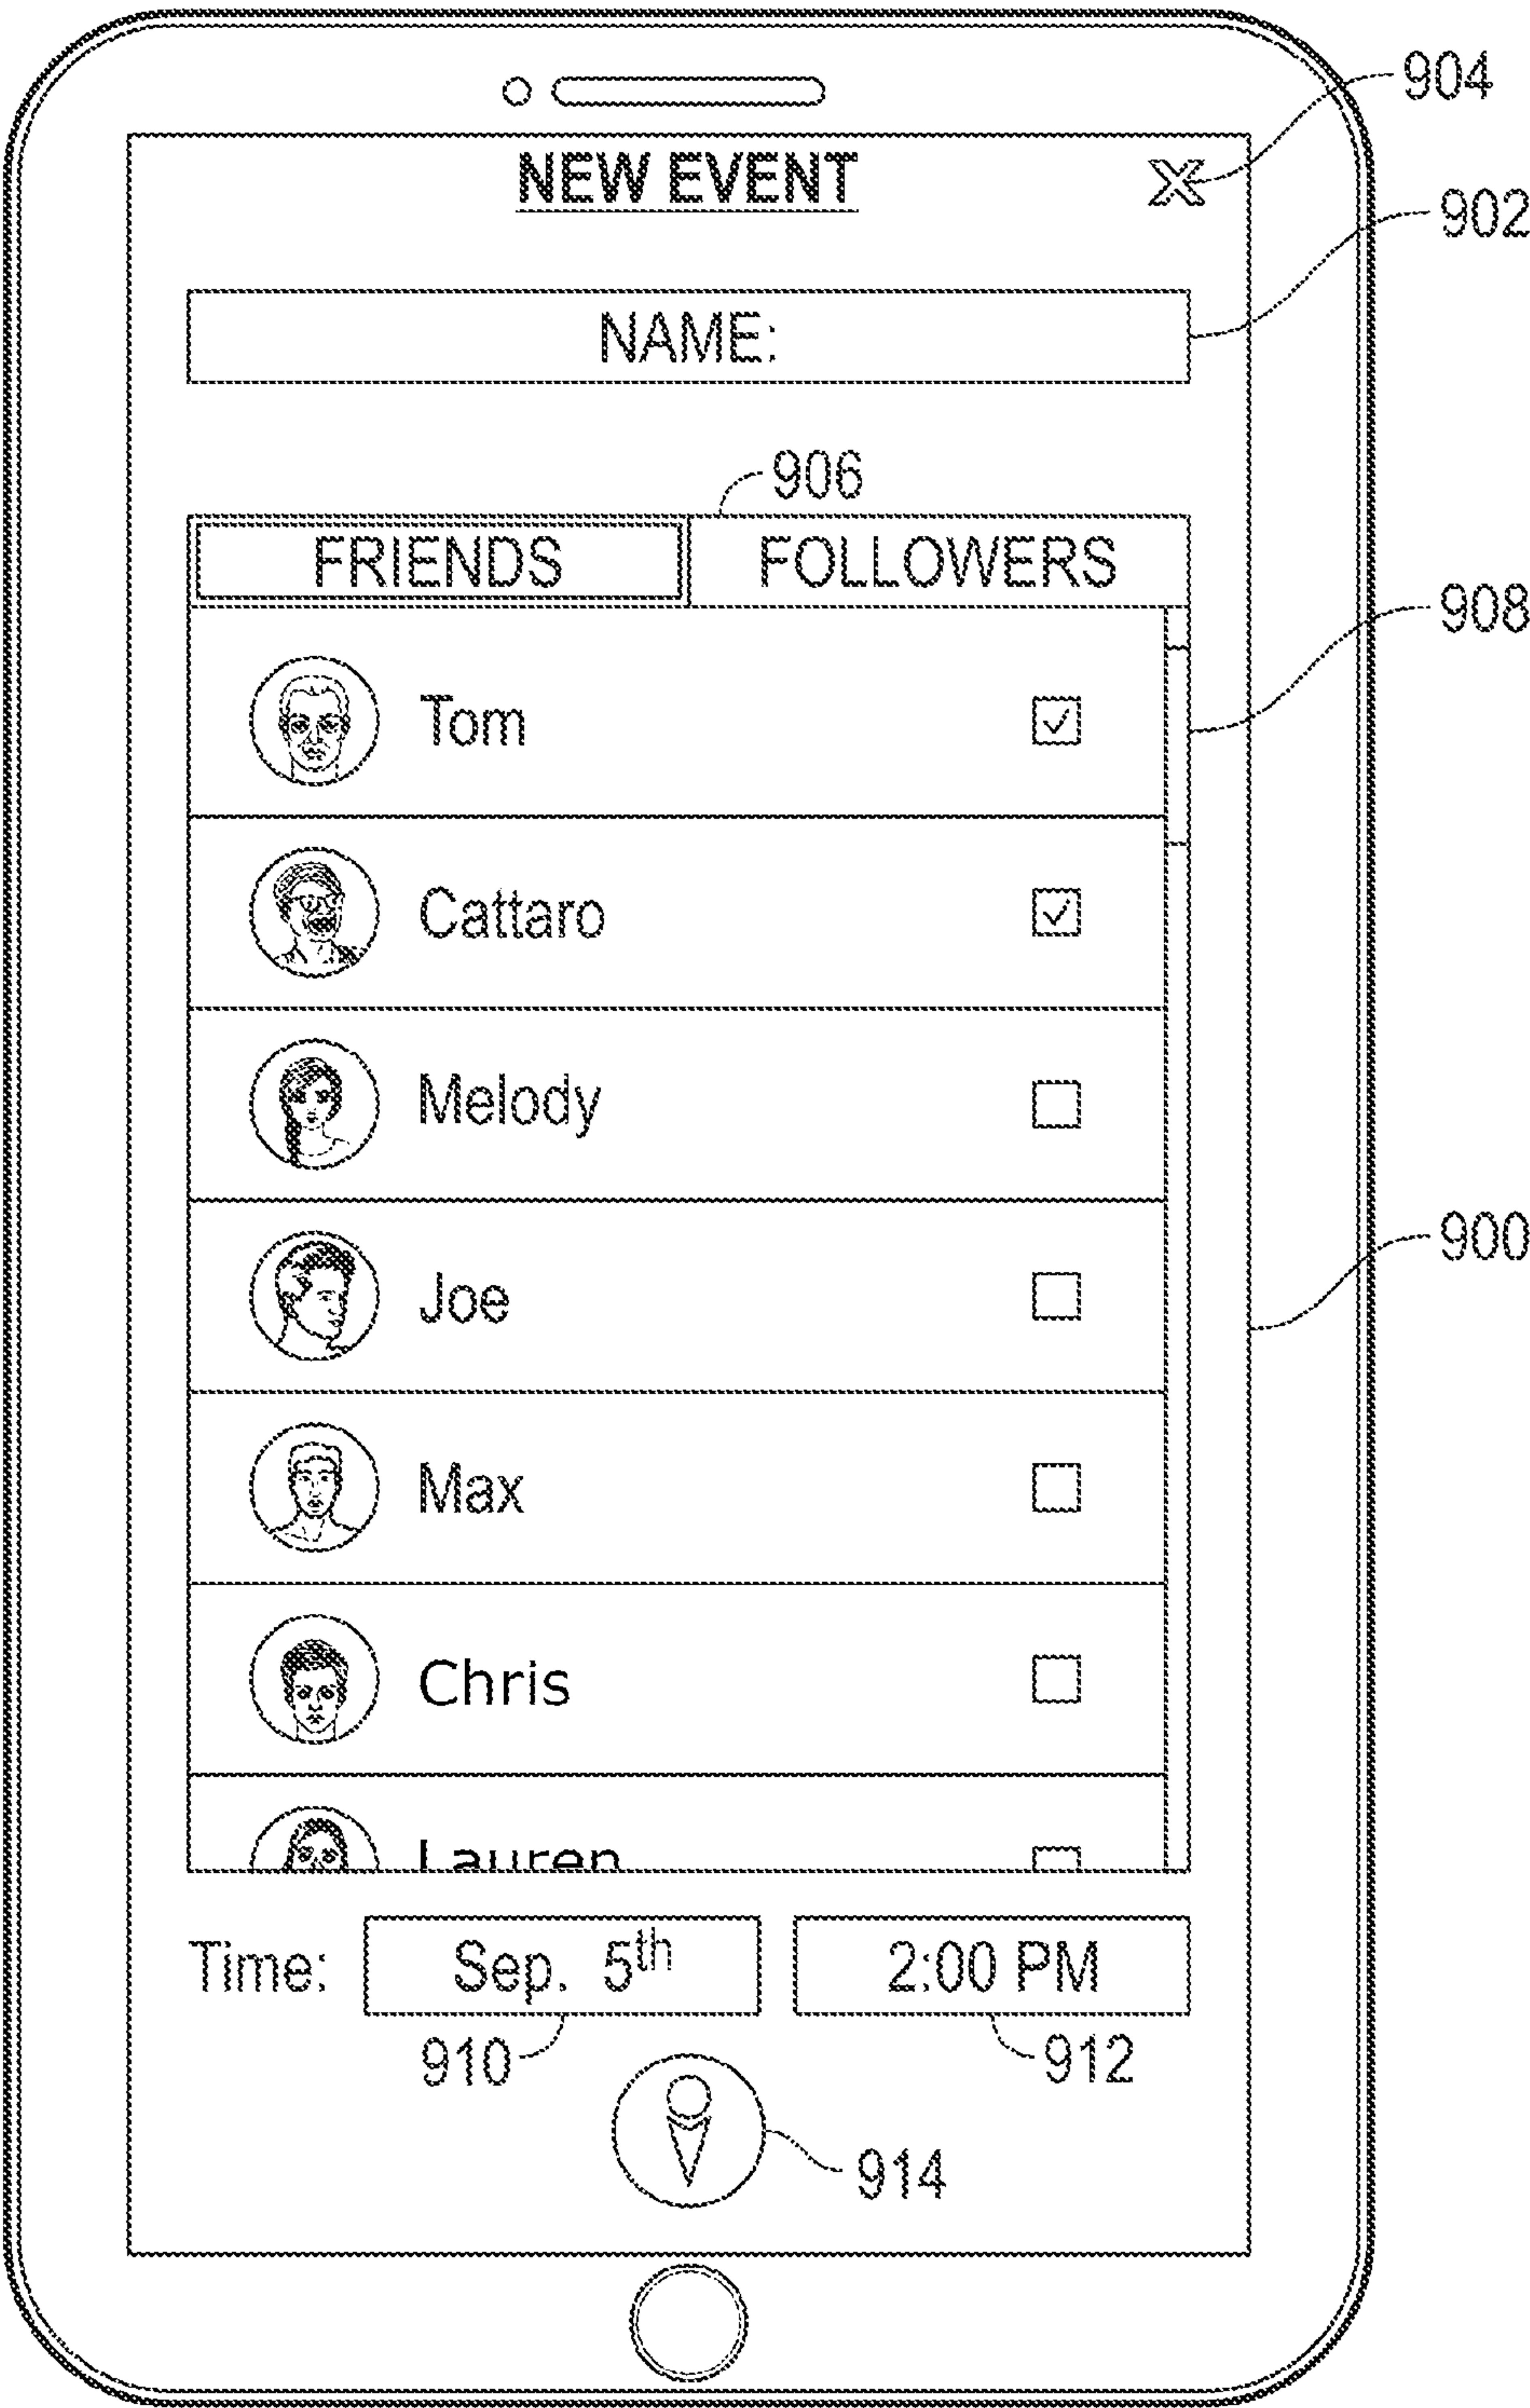 904
NEW EVENT X
902
NAME:
906
FRIENDS FOLLOWERS
908
Tom
Cattaro
Melody
900
Joe
Max
Chris
Lauren
Time: Sep. 5th 2:00 PM
910 912
914